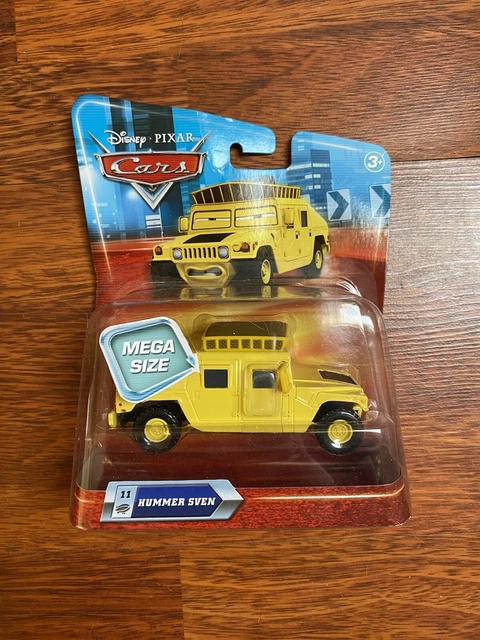 Disney · PIXAR
Cars
3+
MEGA
SIZE
11
HUMMER SVEN